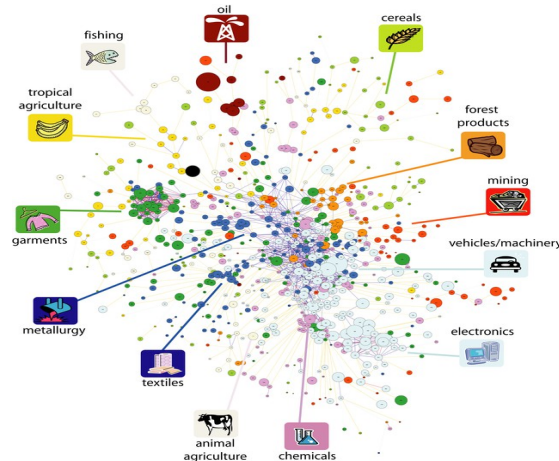 oil
cereals
fishing
tropical
agriculture
forest
products
mining
garments
vehicles/machinery
metallurgy
electronics
textiles
animal
agriculture
chemicals